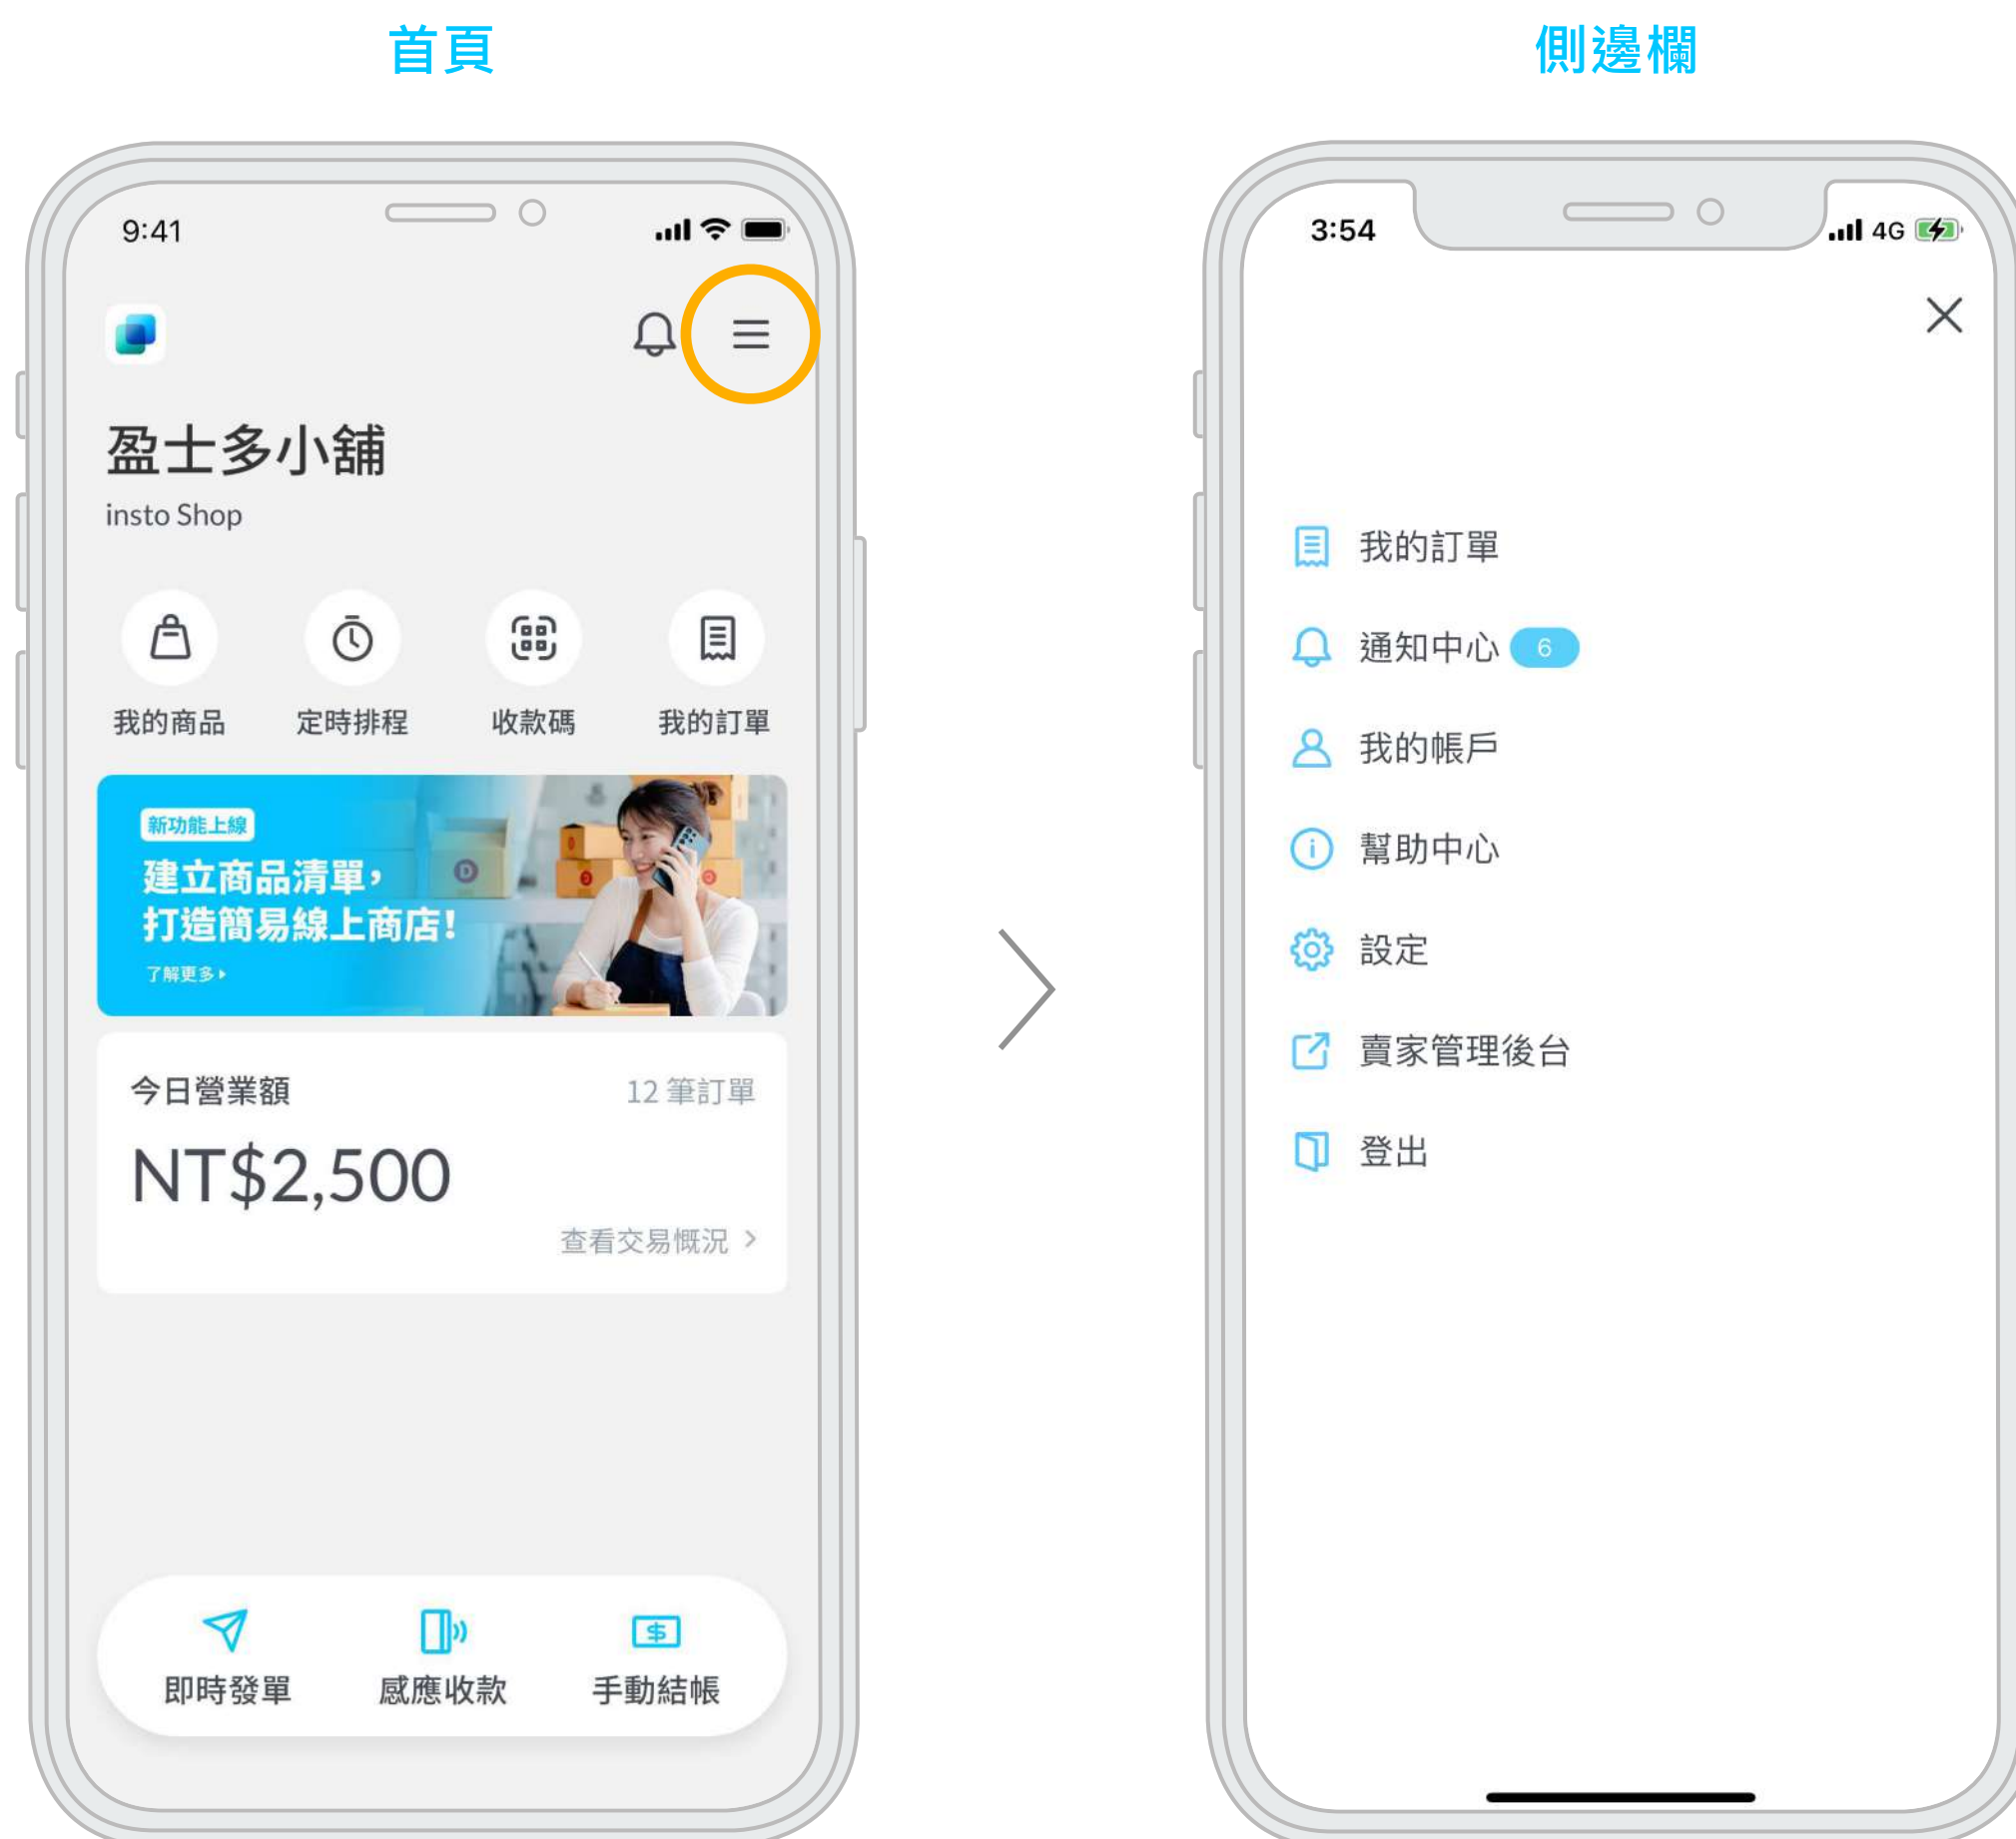 首頁
9:41
盈士多小舖
insto Shop
我的商品 定時排程 收款碼 我的訂單
新功能上線
建立商品清單，
打造簡易線上商店！
了解更多
今日營業額 12 筆訂單
NT$2,500
查看交易慨況
即時發單 感應收款 手動結帳
側邊欄
3:54 4G
我的訂單
通知中心 6
我的帳戶
幫助中心
設定
賣家管理後台
登出